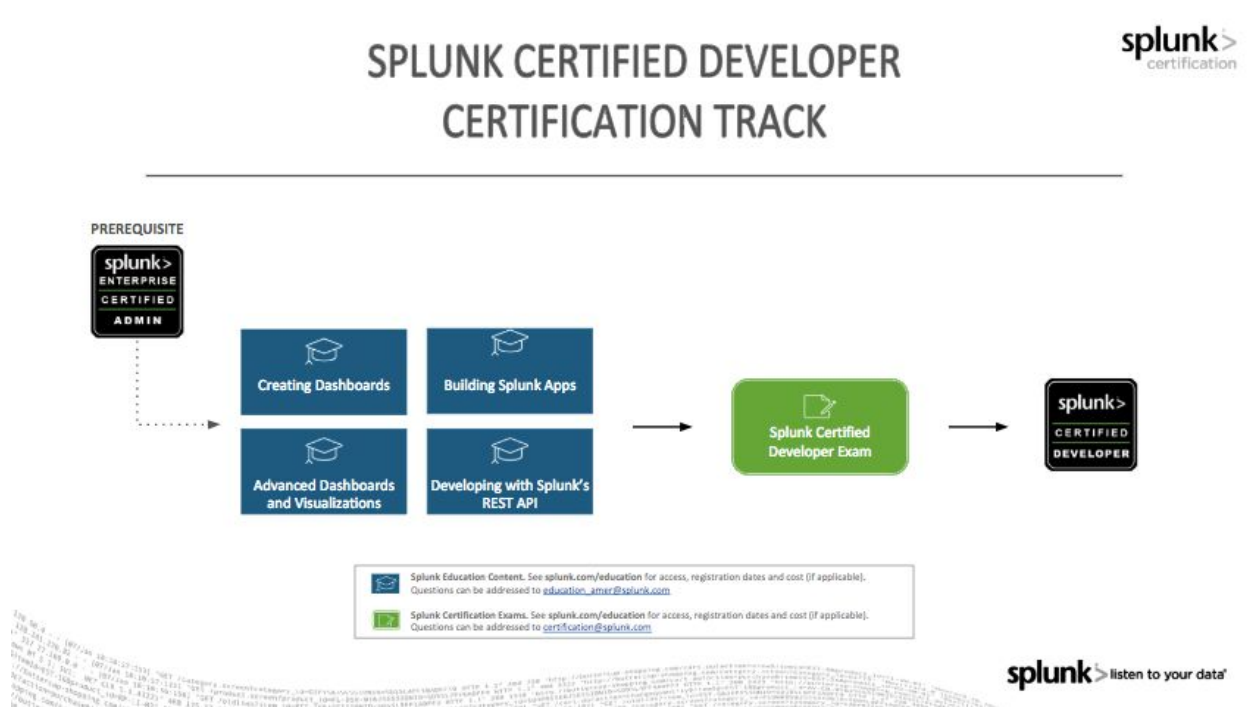 SPLUNK CERTIFIED DEVELOPER
CERTIFICATION TRACK
splunk>
certification
PREREQUISITE
splunk>
ENTERPRISE
CERTIFIED
ADMIN
Creating Dashboards
Building Splunk Apps
Advanced Dashboards
and Visualizations
Developing with Splunk's
REST API
Splunk Certified
Developer Exam
splunk>
CERTIFIED
DEVELOPER
Splunk Education Content. See splunk.com/education for access, registration dates and cost (if applicable).
Questions can be addressed to education_amer@splunk.com
Splunk Certification Exams. See splunk.com/education for access, registration dates and cost (if applicable).
Questions can be addressed to certification@splunk.com
splunk> listen to your data®